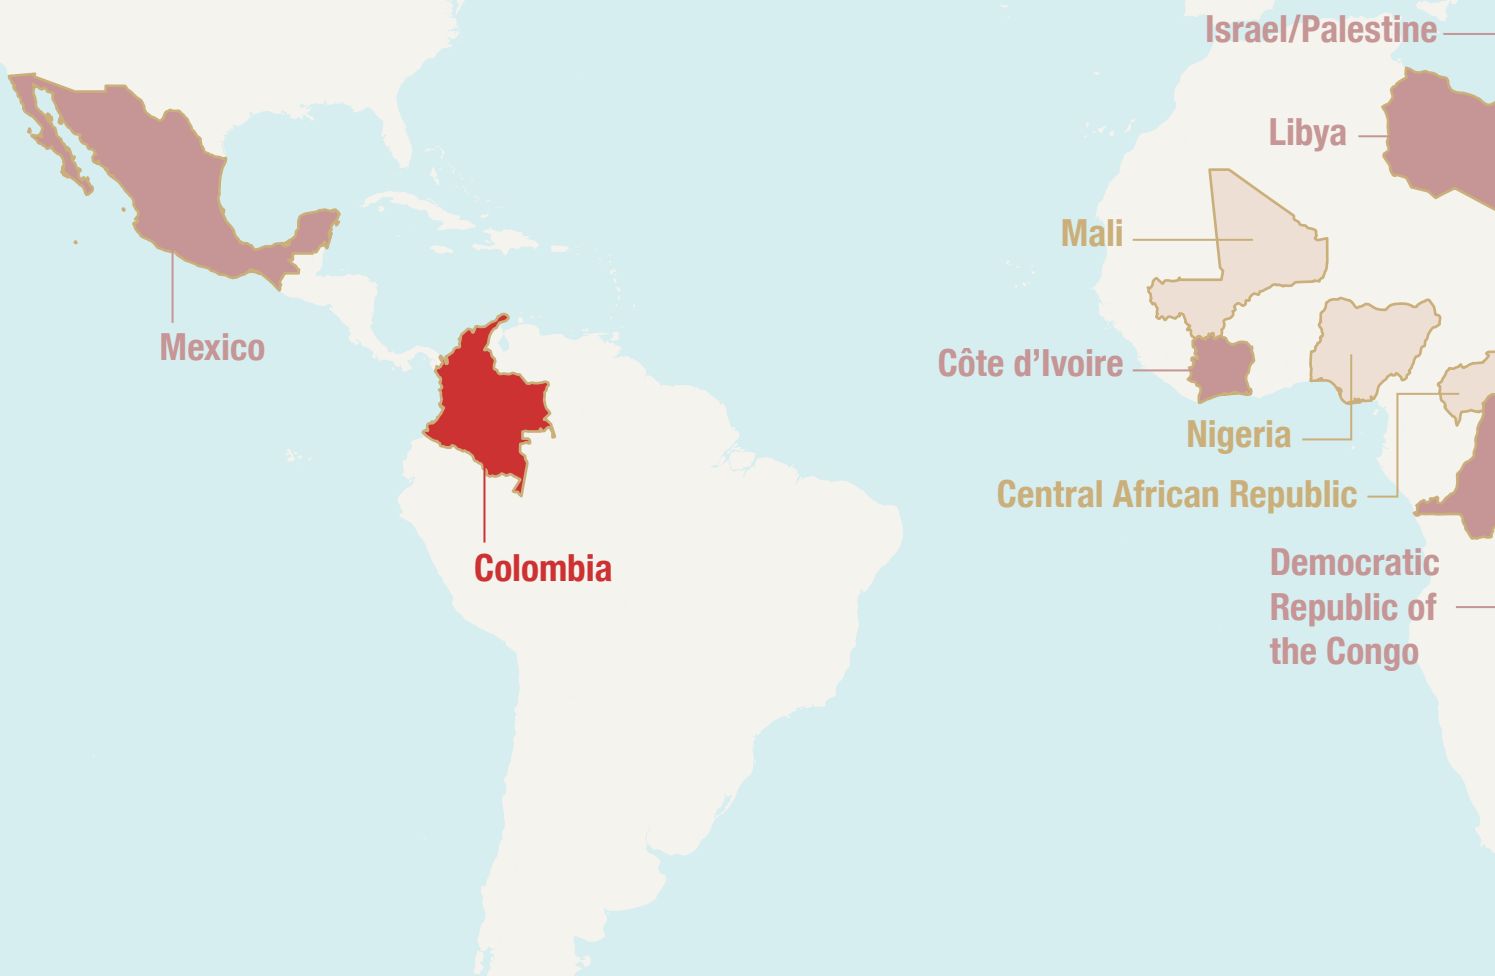 Israel/Palestine
Libya
Mali
Mexico
Côte d’Ivoire
Nigeria
Central African Republic
Colombia
Democratic
Republic of
the Congo